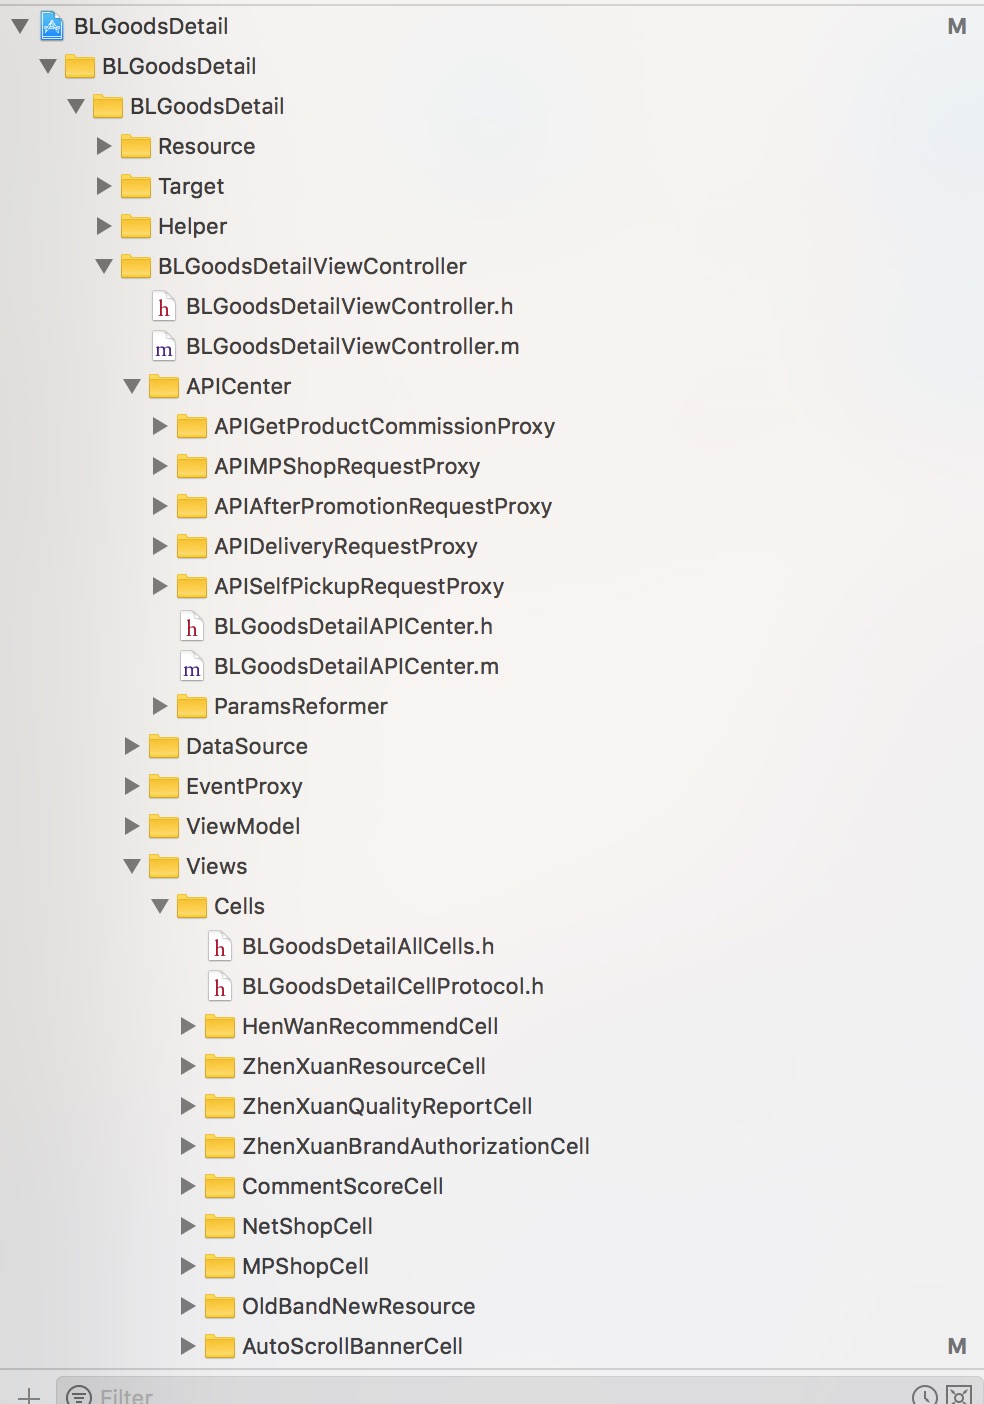 BLGoodsDetail M
BLGoodsDetail
BLGoodsDetail
Resource
Target
Helper
BLGoodsDetailViewController
h BLGoodsDetailViewController.h
m BLGoodsDetailViewController.m
APICenter
APIGetProductCommissionProxy
APIMPShopRequestProxy
APIAfterPromotionRequestProxy
APIDeliveryRequestProxy
APISelfPickupRequestProxy
h BLGoodsDetailAPICenter.h
m BLGoodsDetailAPICenter.m
ParamsReformer
DataSource
EventProxy
ViewModel
Views
Cells
h BLGoodsDetailAllCells.h
h BLGoodsDetailCellProtocol.h
HenWanRecommendCell
ZhenXuanResourceCell
ZhenXuanQualityReportCell
ZhenXuanBrandAuthorizationCell
CommentScoreCell
NetShopCell
MPShopCell
OldBandNewResource
AutoScrollBannerCell M
Filter